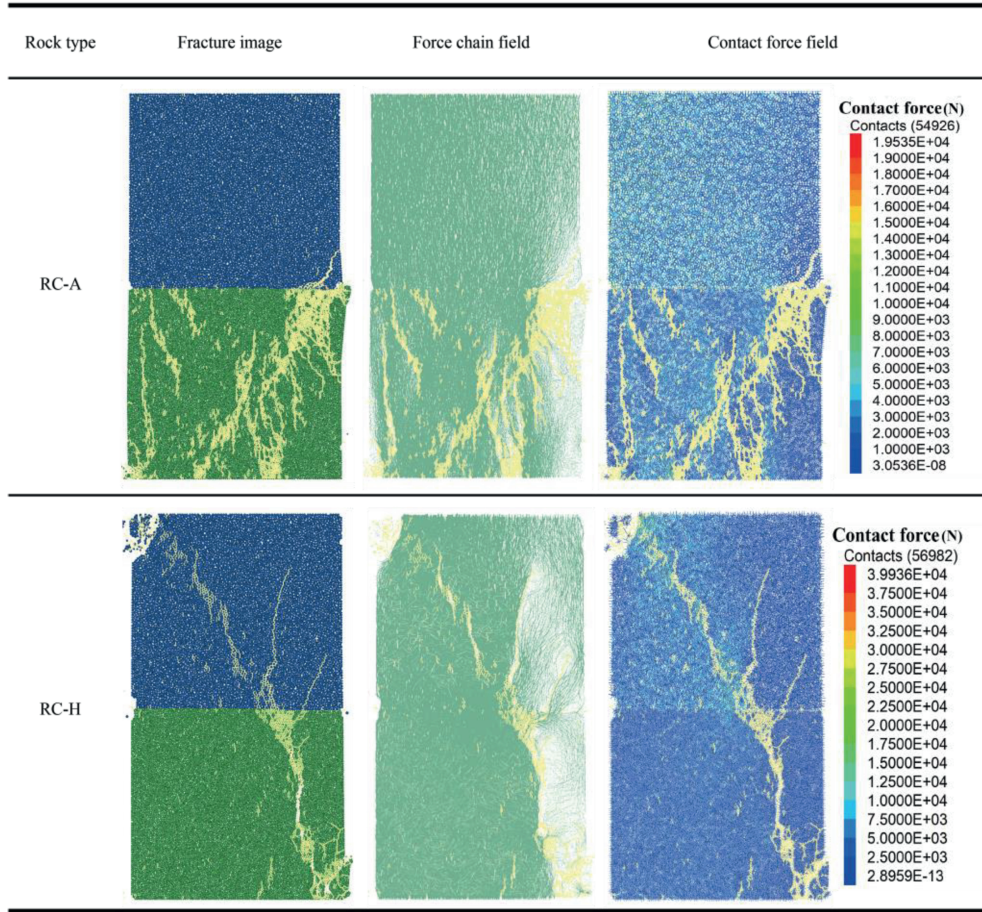 Rock type Fracture image Force chain field Contact force field
RC-A
Contact force(N)
Contacts (54926)
1.9535E+04
1.9000E+04
1.8000E+04
1.7000E+04
1.6000E+04
1.5000E+04
1.4000E+04
1.3000E+04
1.2000E+04
1.1000E+04
1.0000E+04
9.0000E+03
8.0000E+03
7.0000E+03
6.0000E+03
5.0000E+03
4.0000E+03
3.0000E+03
2.0000E+03
1.0000E+03
3.0536E-08
RC-H
Contact force(N)
Contacts (56982)
3.9936E+04
3.7500E+04
3.5000E+04
3.2500E+04
3.0000E+04
2.7500E+04
2.5000E+04
2.2500E+04
2.0000E+04
1.7500E+04
1.5000E+04
1.2500E+04
1.0000E+04
7.5000E+03
5.0000E+03
2.5000E+03
2.8959E-13